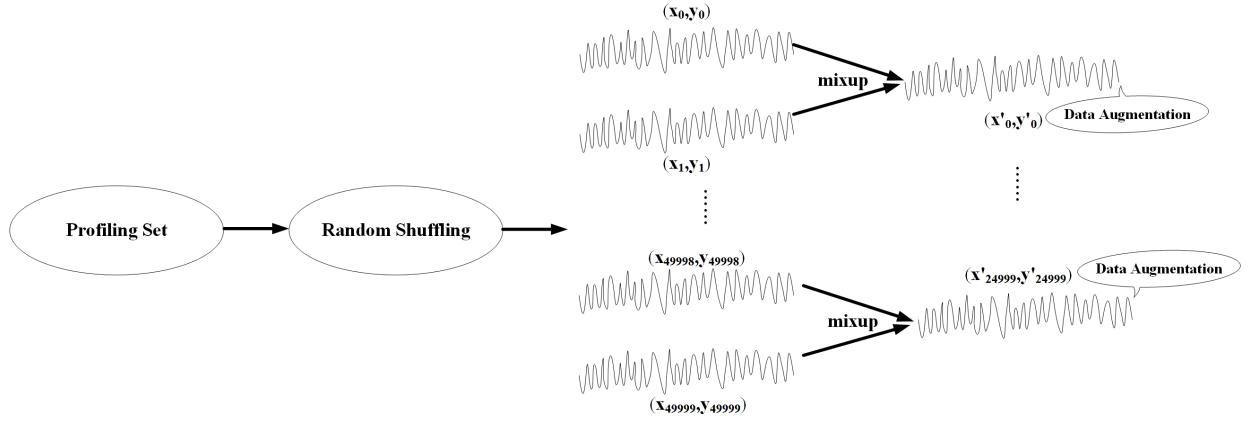 Profiling Set
Random Shuffling
(x₀,y₀)
mixup
(x₁,y₁)
(x'₀,y'₀)
Data Augmentation
(x₄₉₉₉₈,y₄₉₉₉₈)
mixup
(x₄₉₉₉₉,y₄₉₉₉₉)
(x'₂₄₉₉₉,y'₂₄₉₉₉)
Data Augmentation